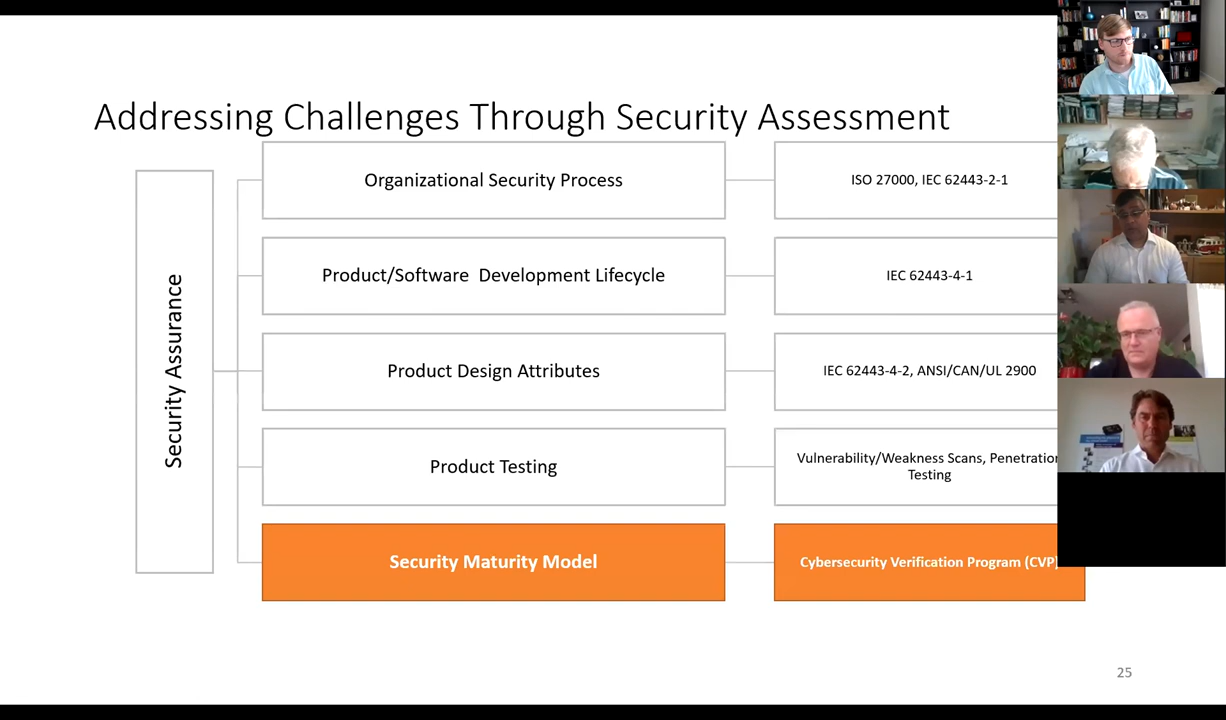 Addressing Challenges Through Security Assessment
Security Assurance
Organizational Security Process
ISO 27000, IEC 62443-2-1
Product/Software Development Lifecycle
IEC 62443-4-1
Product Design Attributes
IEC 62443-4-2, ANSI/CAN/UL 2900
Product Testing
Vulnerability/Weakness Scans, Penetration
Testing
Security Maturity Model
Cybersecurity Verification Program (CVP)
25